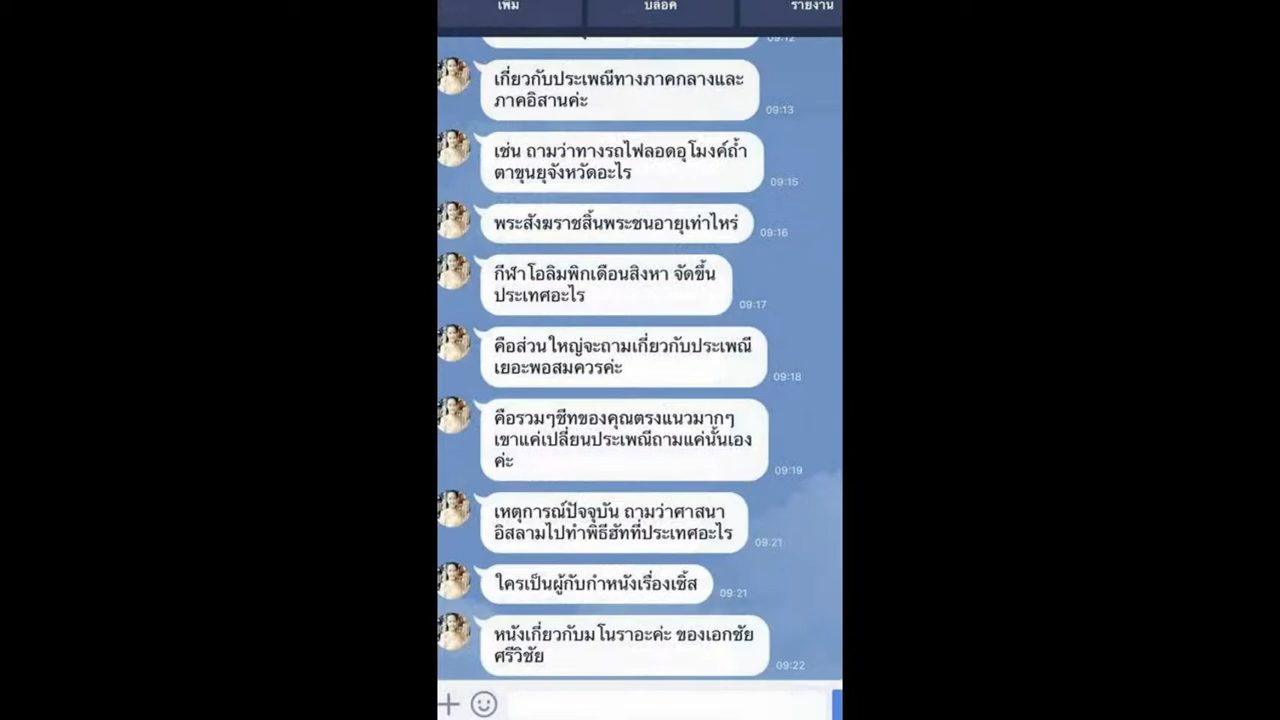 เพิ่ม
บล็อค
รายงาน
09:12
เกี่ยวกับประเพณีทางภาคกลางและ
ภาคอิสานค่ะ
09:13
เช่น ถามว่าทางรถไฟลอดอุโมงค์ถ้ำ
ตาขุนยุจังหวัดอะไร
09:15
พระสังฆราชสิ้นพระชนอายุเท่าไหร่
09:16
กีฬาโอลิมพิกเดือนสิงหา จัดขึ้น
ประเทศอะไร
09:17
คือส่วนใหญ่จะถามเกี่ยวกับประเพณี
เยอะพอสมควรค่ะ
09:18
คือรวมๆชีทของคุณตรงแนวมากๆ
เขาแค่เปลี่ยนประเพณีถามแค่นั้นเอง
ค่ะ
09:19
เหตุการณ์ปัจจุบัน ถามว่าศาสนา
อิสลามไปทำพิธีฮัทที่ประเทศอะไร
09:21
ใครเป็นผู้กับกำหนังเรื่องเซิ้ส
09:21
หนังเกี่ยวกับมโนราอะค่ะ ของเอกชัย
ศรีวิชัย
09:22